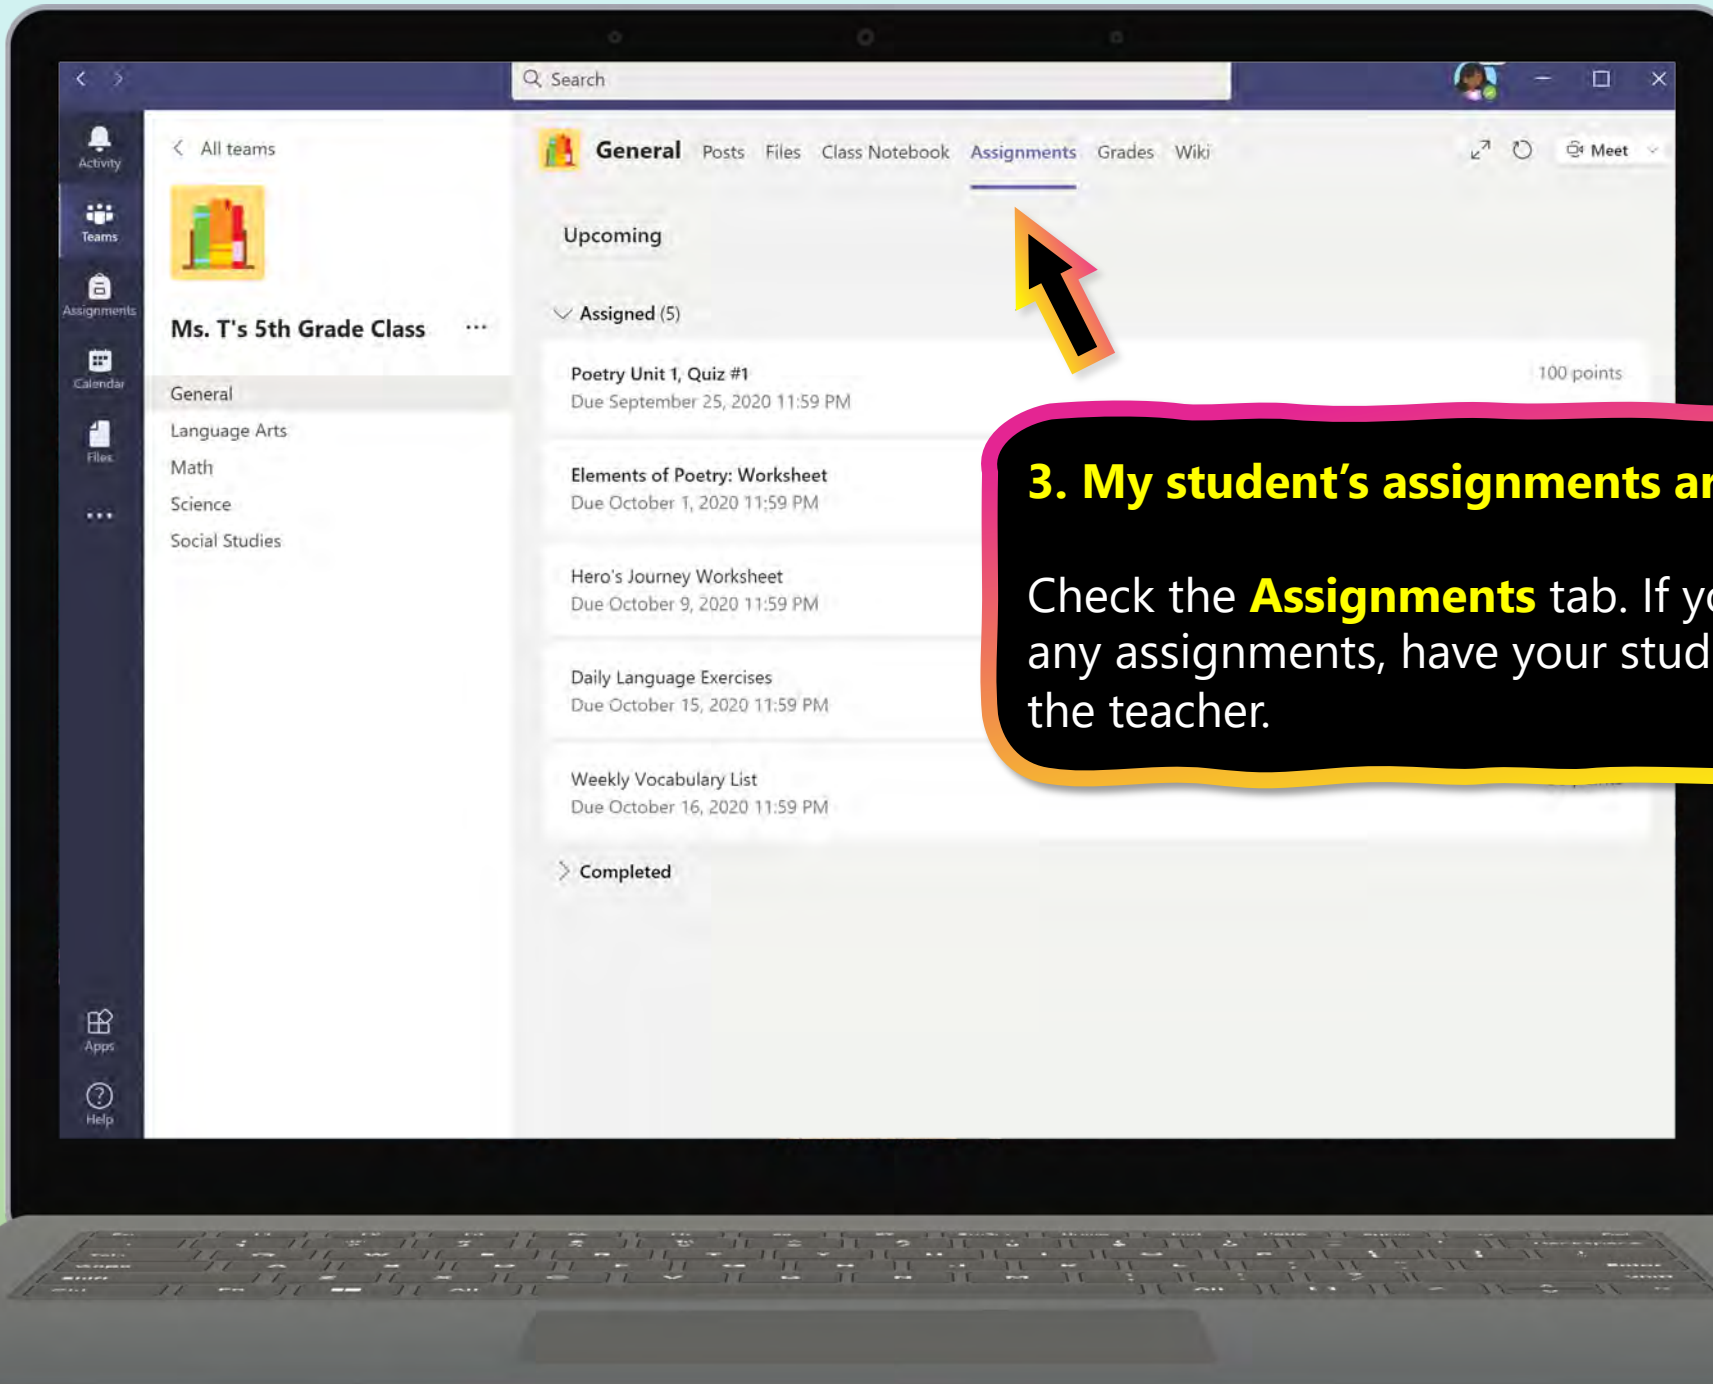 Search
Activity
Teams
Assignments
Calendar
Files
Apps
Help
All teams
Ms. T's 5th Grade Class
General
Language Arts
Math
Science
Social Studies
General Posts Files Class Notebook Assignments Grades Wiki
Meet
Upcoming
Assigned (5)
Poetry Unit 1, Quiz #1
100 points
Due September 25, 2020 11:59 PM
Elements of Poetry: Worksheet
Due October 1, 2020 11:59 PM
Hero's Journey Worksheet
Due October 9, 2020 11:59 PM
Daily Language Exercises
Due October 15, 2020 11:59 PM
Weekly Vocabulary List
Due October 16, 2020 11:59 PM
Completed
3. My student’s assignments
Check the Assignments tab. If
any assignments, have your
the teacher.